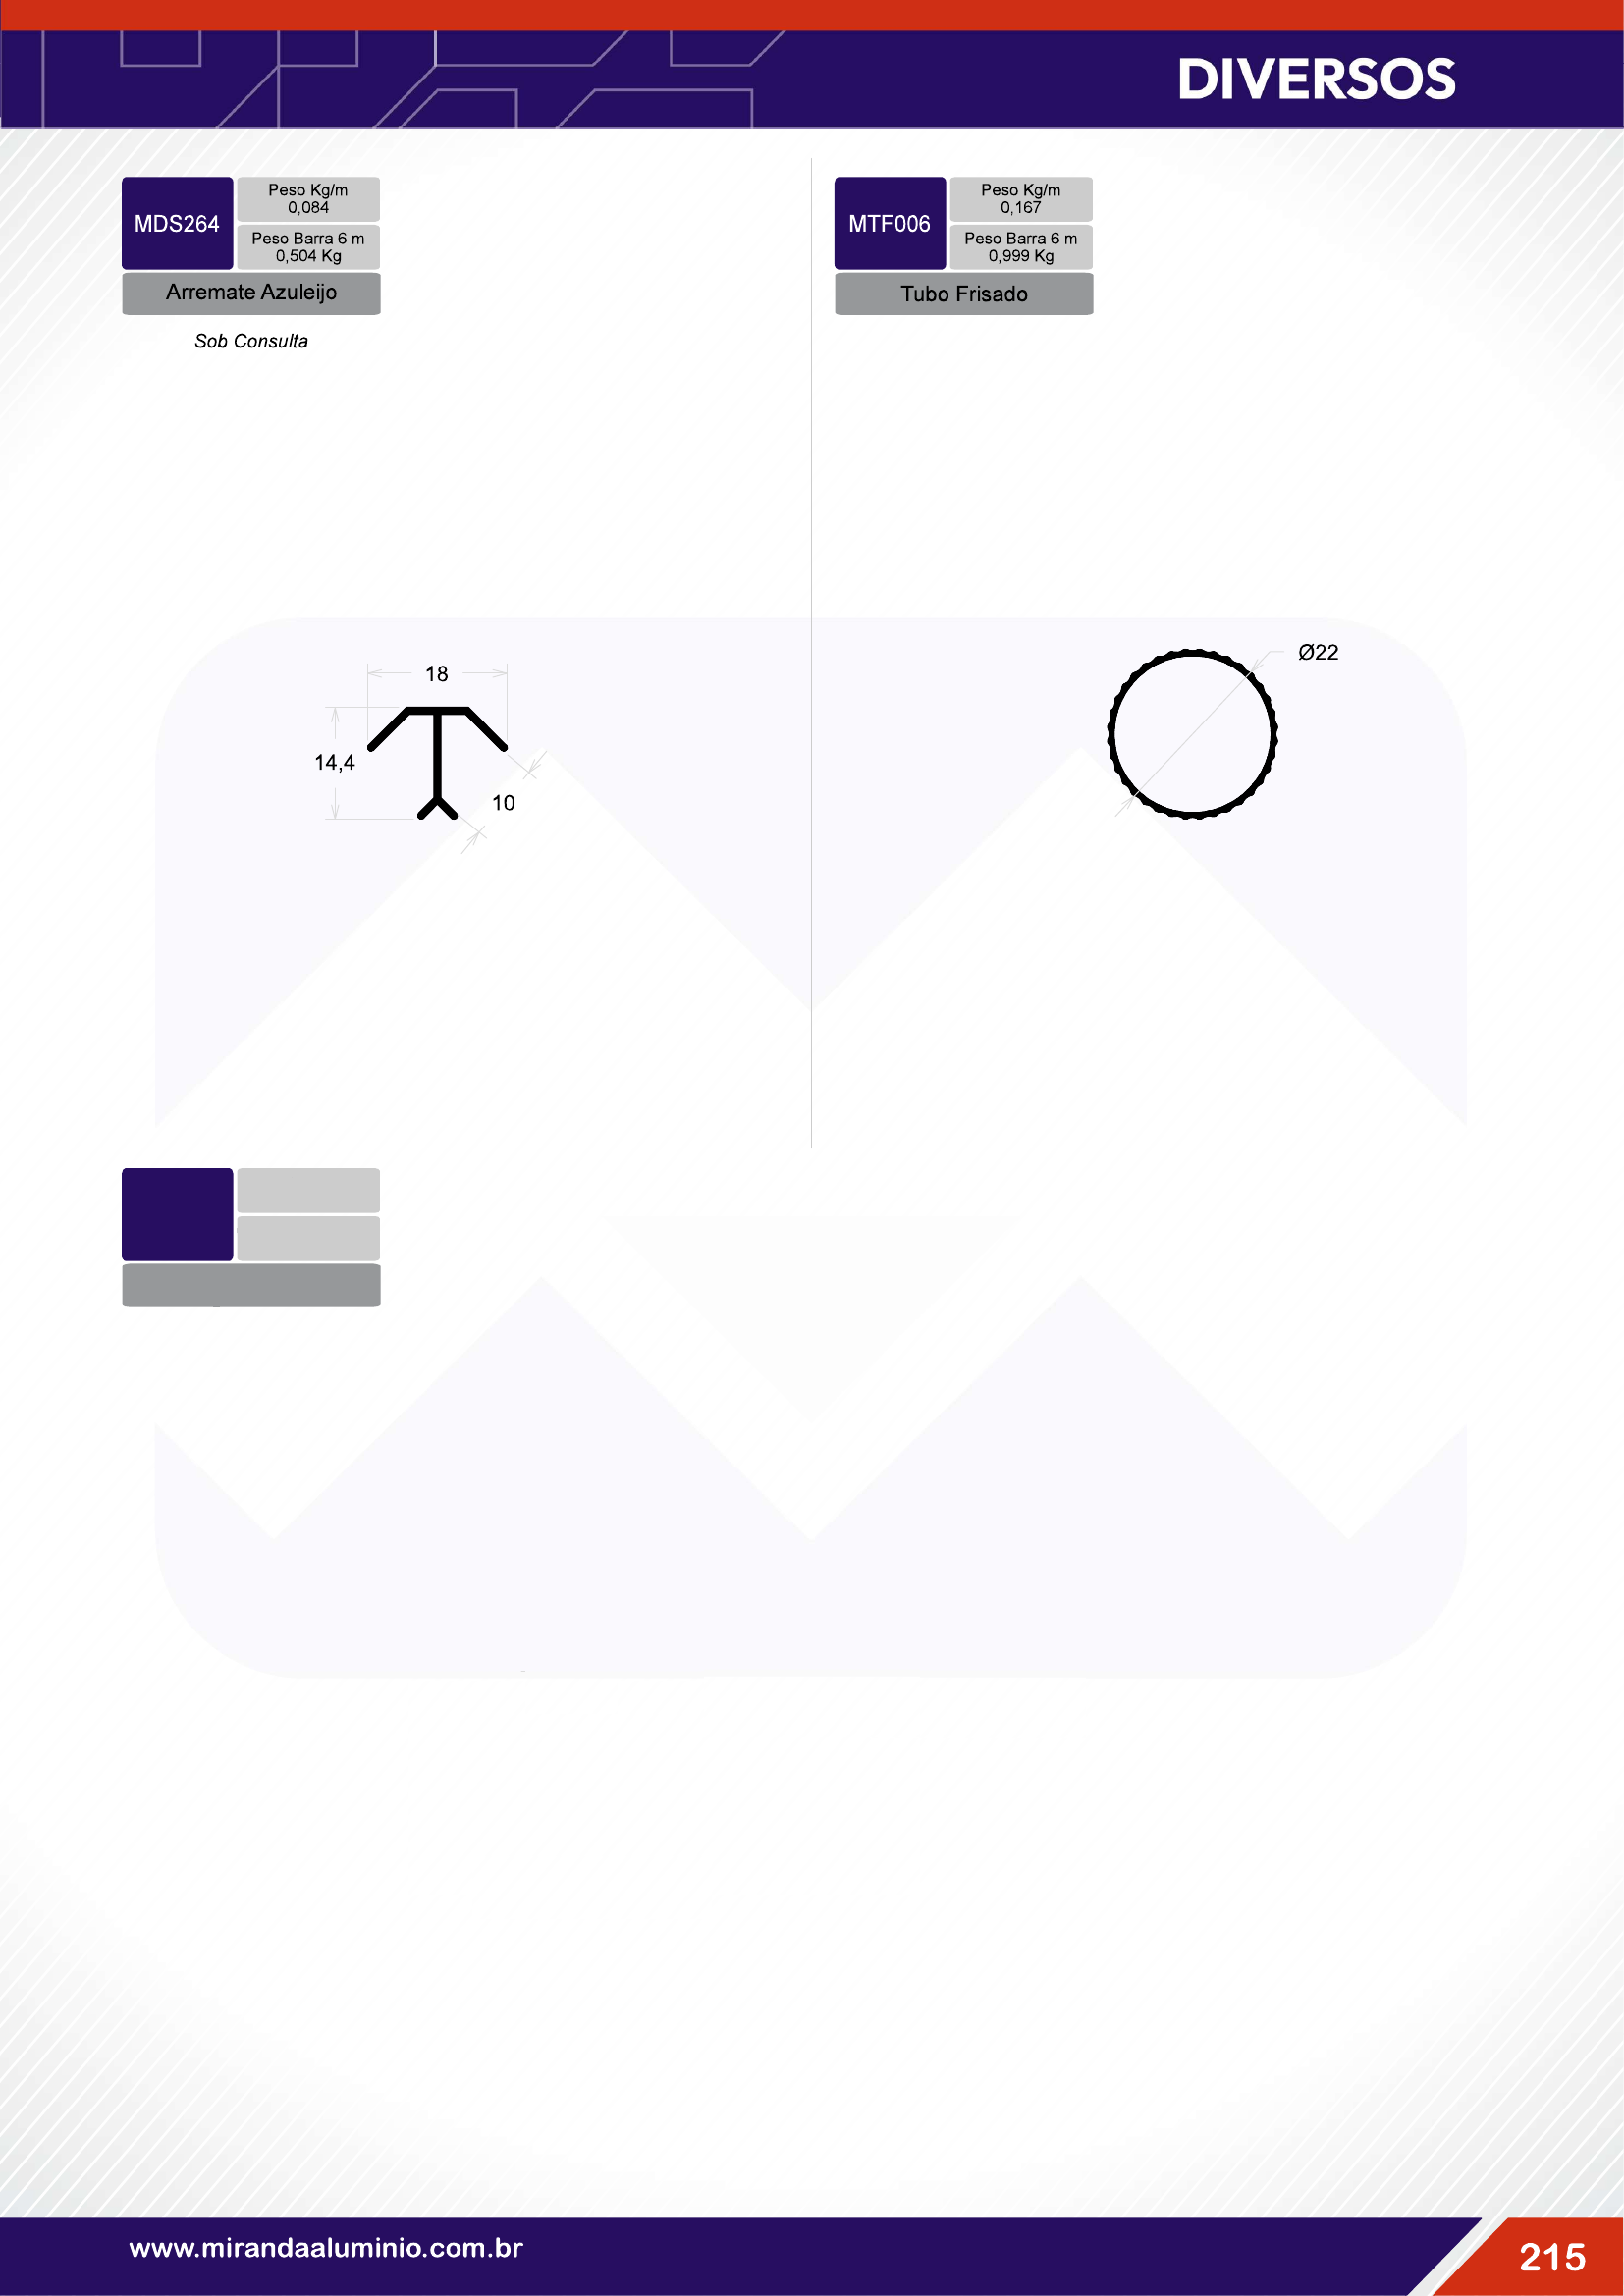 DIVERSOS
MDS264
Peso Kg/m
0,084
Peso Barra 6 m
0,504 Kg
Arremate Azuleijo
Sob Consulta
MTF006
Peso Kg/m
0,167
Peso Barra 6 m
0,999 Kg
Tubo Frisado
18
14,4
10
Ø22
www.mirandaaluminio.com.br
215